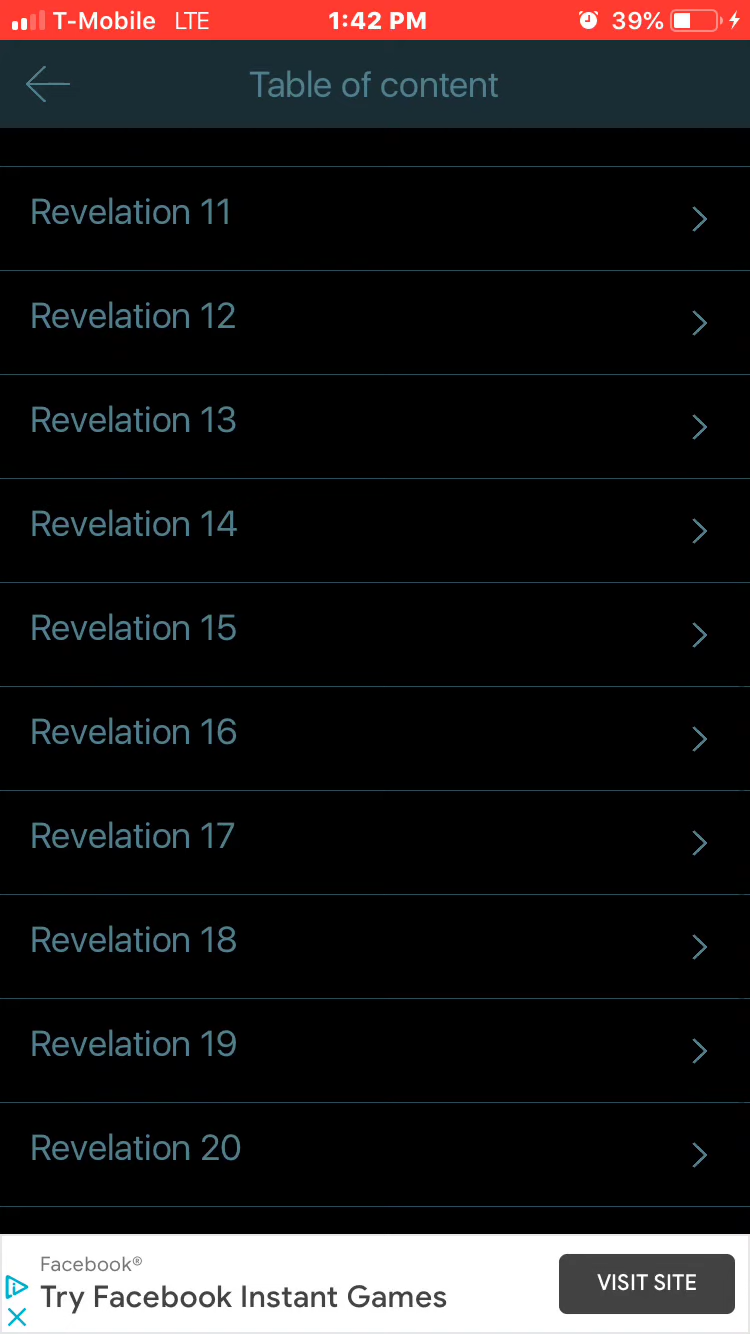 T-Mobile LTE 1:42 PM 39%
Table of content
Revelation 11
Revelation 12
Revelation 13
Revelation 14
Revelation 15
Revelation 16
Revelation 17
Revelation 18
Revelation 19
Revelation 20
Facebook®
Try Facebook Instant Games
VISIT SITE